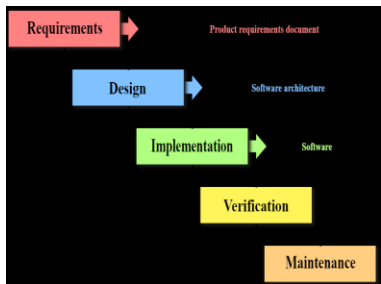 Requirements
Product requirements document
Design
Software architecture
Implementation
Software
Verification
Maintenance